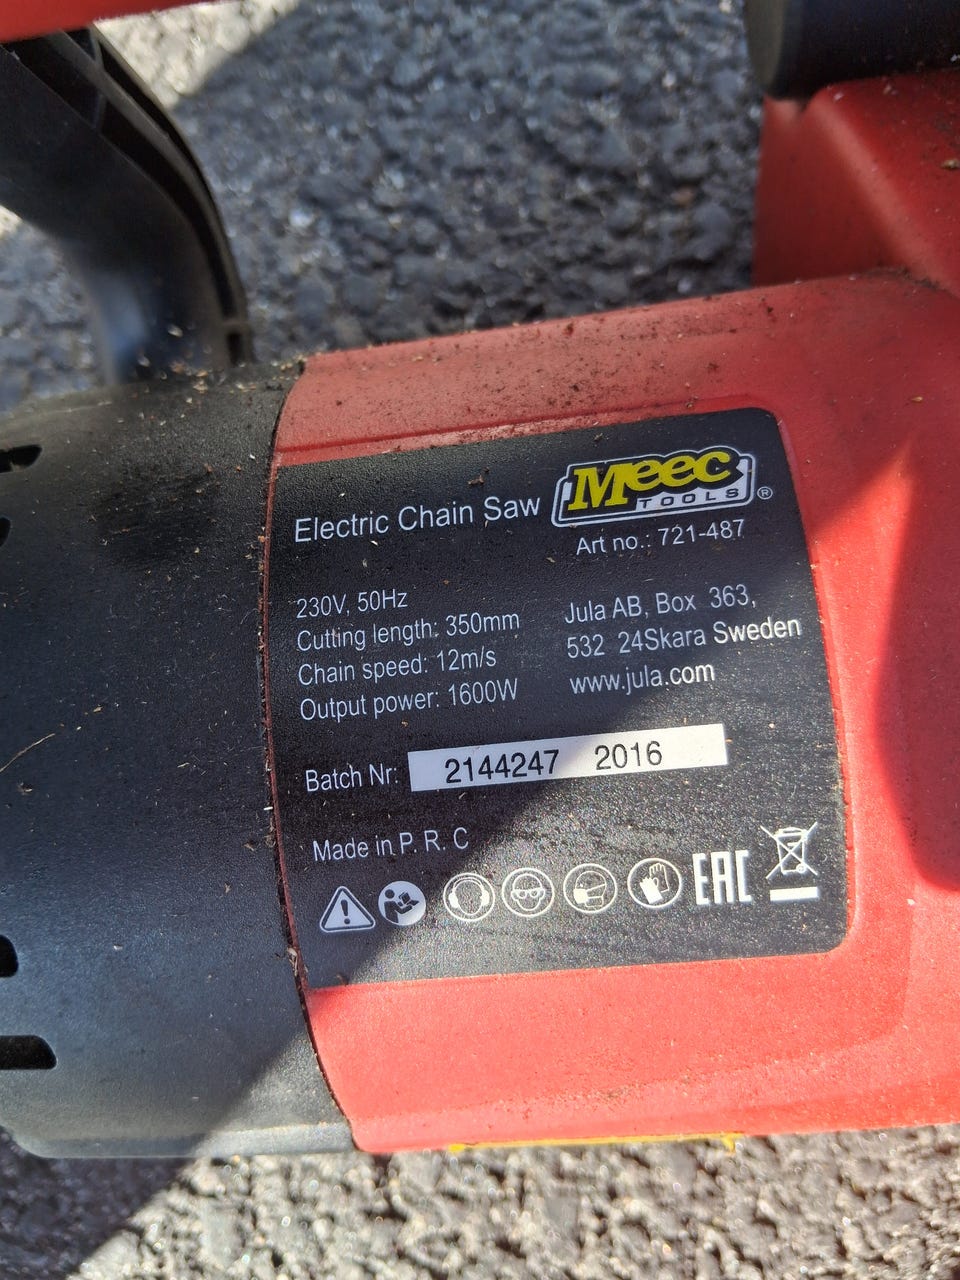 Meec
TOOLS ®
Electric Chain Saw
Art no.: 721-487
230V, 50Hz
Cutting length: 350mm
Chain speed: 12m/s
Output power: 1600W
Jula AB, Box 363,
532 24Skara Sweden
www.jula.com
Batch Nr: 2144247 2016
Made in P. R. C
EAC